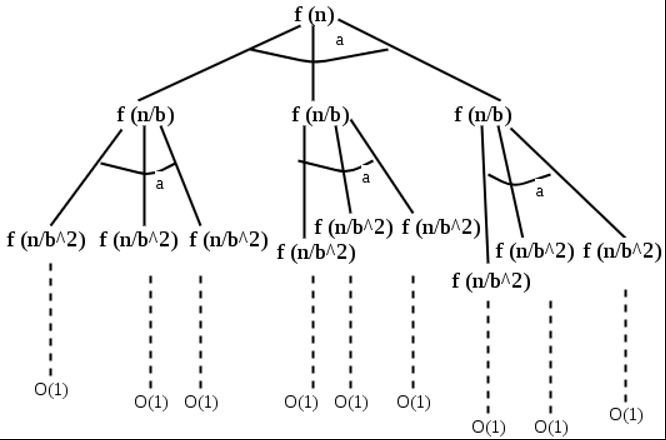 f (n)
a
f (n/b) f (n/b) f (n/b)
a a a
f (n/b^2) f (n/b^2) f (n/b^2) f (n/b^2) f (n/b^2) f (n/b^2) f (n/b^2) f (n/b^2) f (n/b^2)
O(1) O(1) O(1) O(1) O(1) O(1) O(1) O(1) O(1)